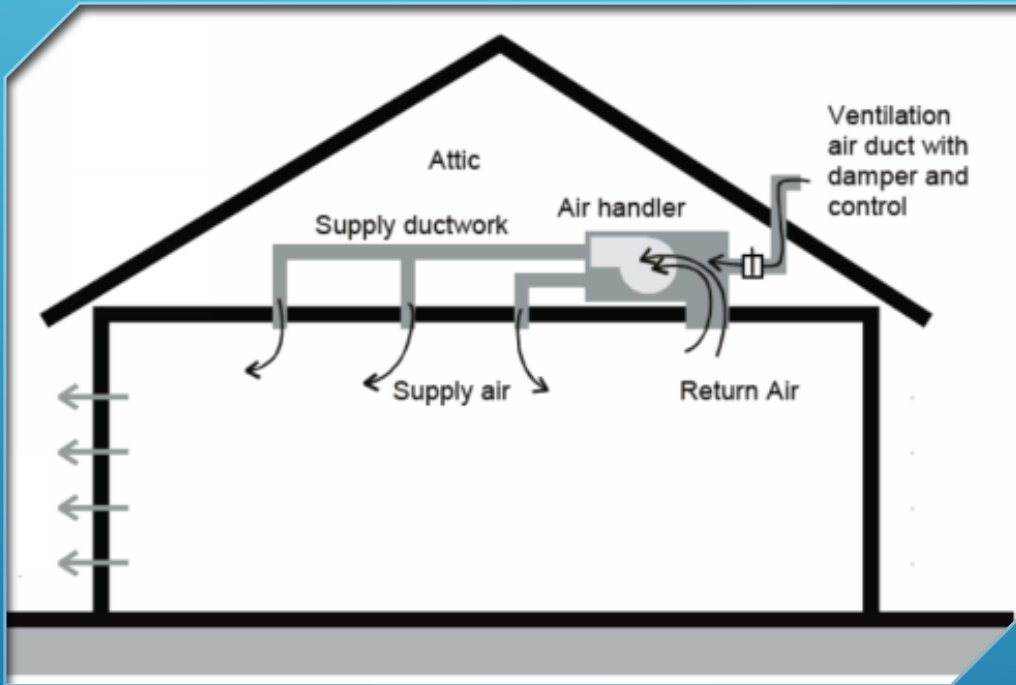 Ventilation
air duct with
damper and
control
Attic
Air handler
Supply ductwork
Supply air
Return Air